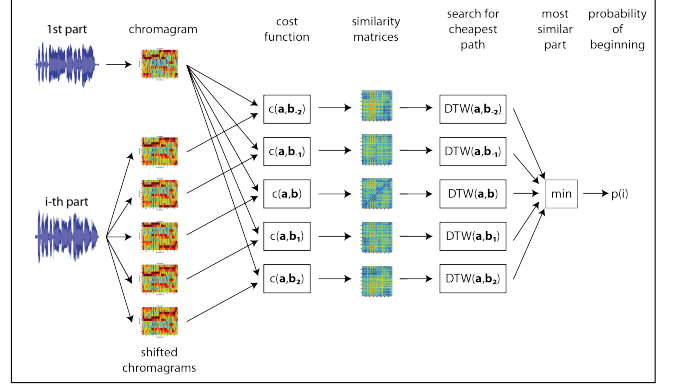 1st part
chromagram
cost
function
similarity
matrices
search for
cheapest
path
most
similar
part
probability
of
beginning
c(a,b-2)
DTW(a,b-2)
c(a,b-1)
DTW(a,b-1)
i-th part
c(a,b)
DTW(a,b)
min
p(i)
c(a,b1)
DTW(a,b1)
c(a,b2)
DTW(a,b2)
shifted
chromagrams